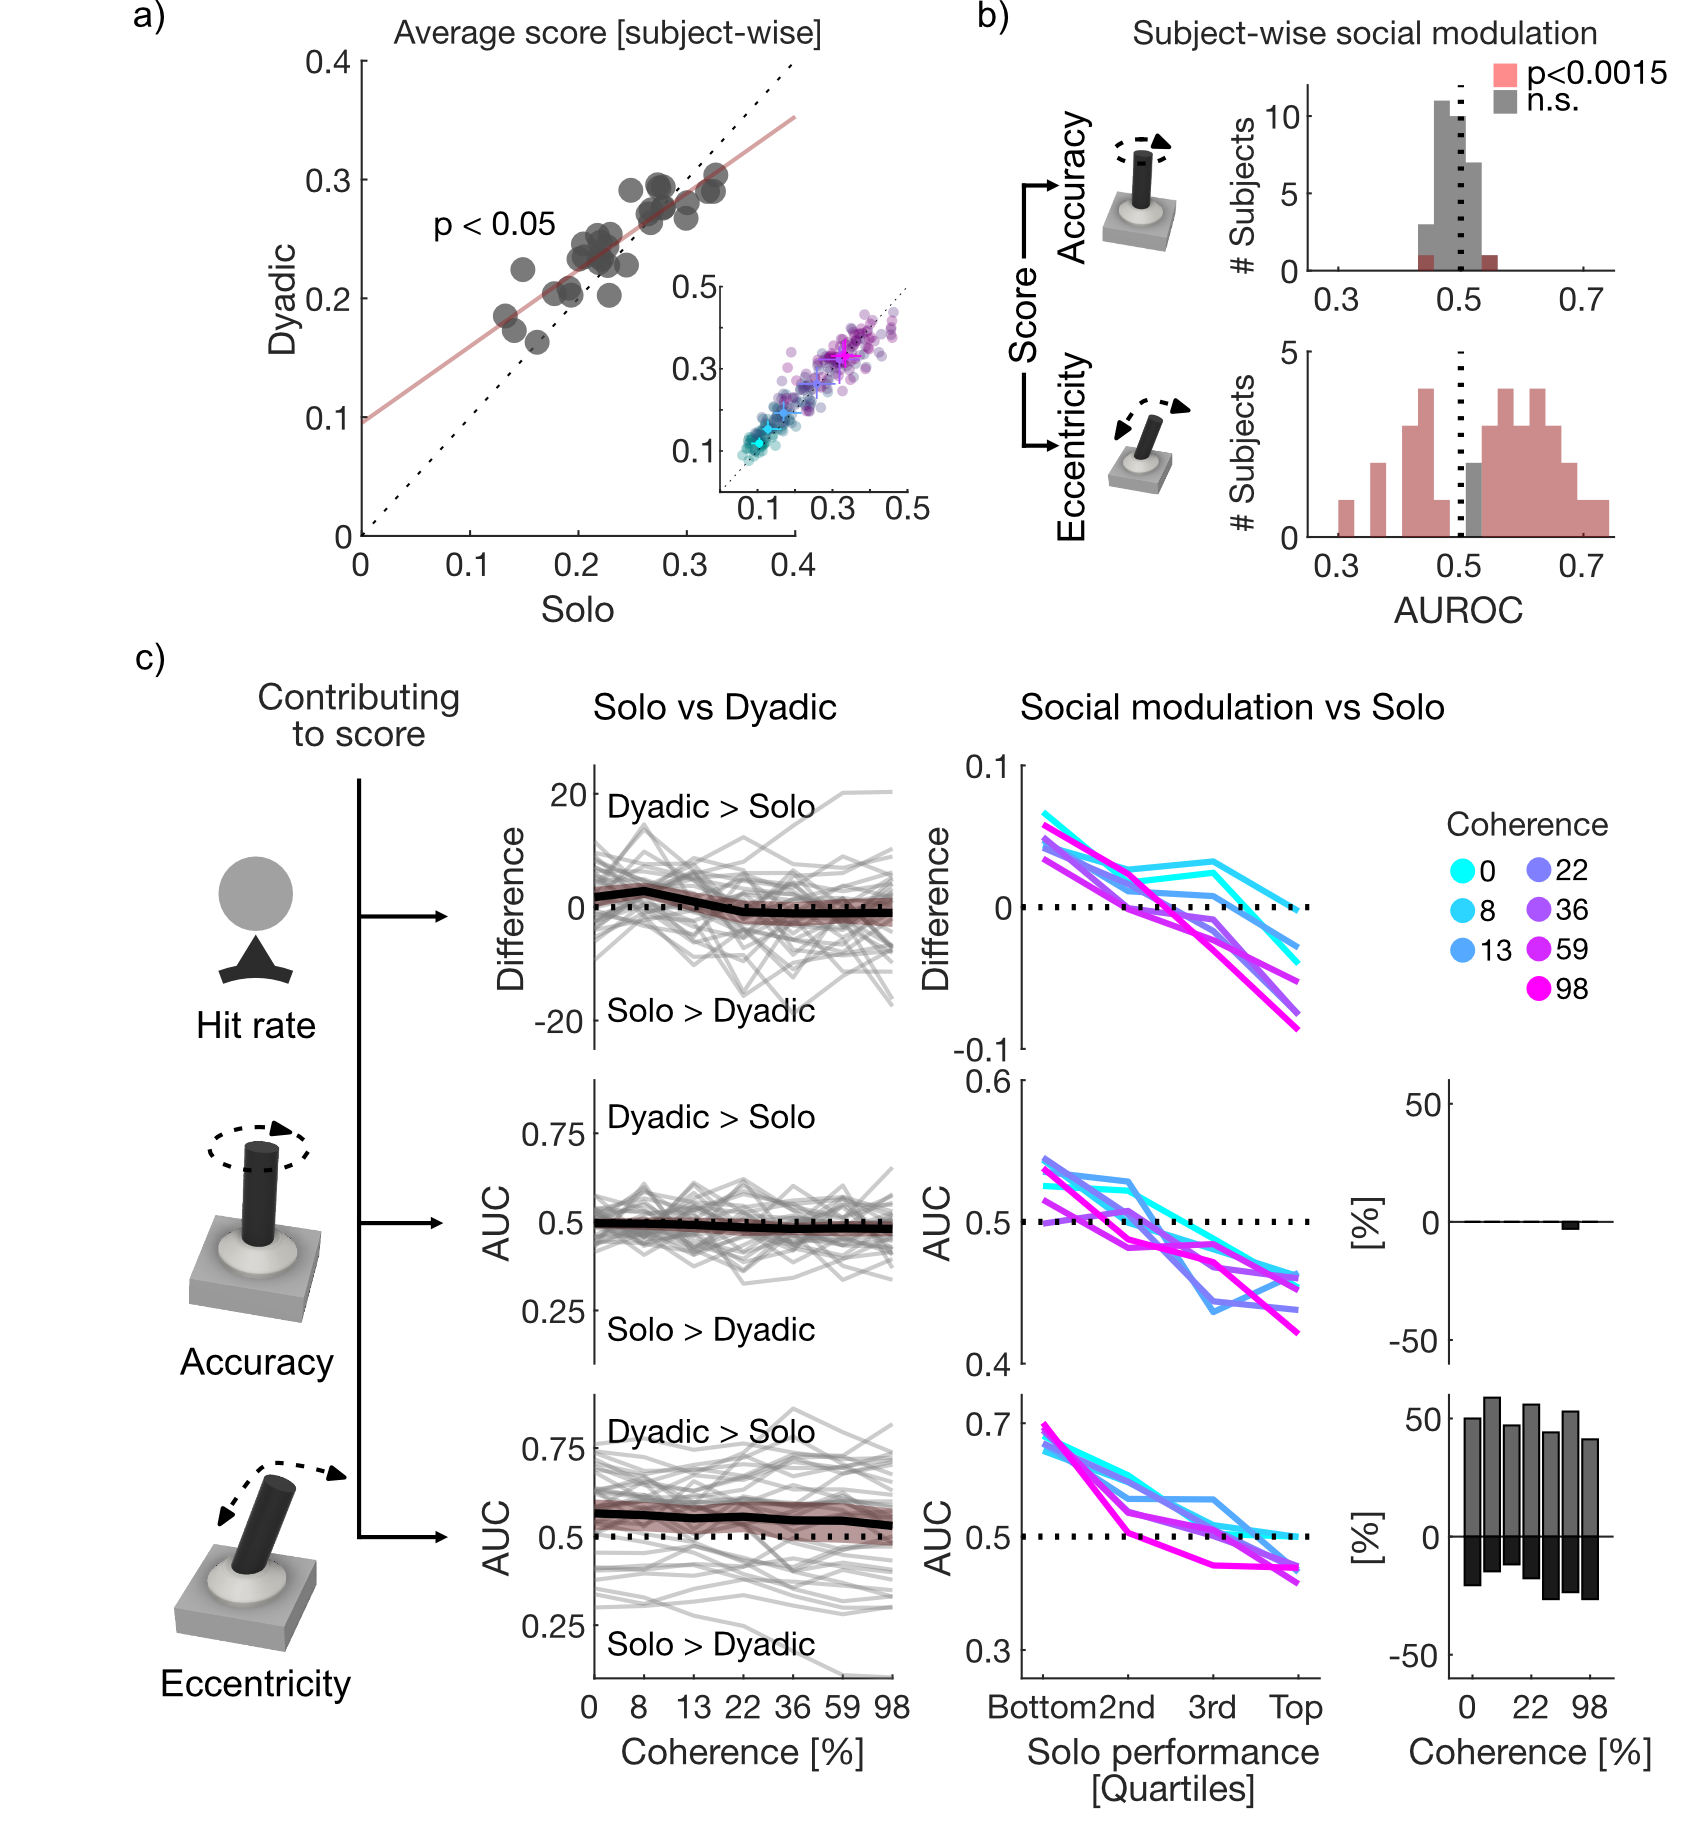 a)
Average score [subject-wise]
0.4
0.3
0.2
0.1
0
Dyadic
p < 0.05
0
0.1
0.2
0.3
0.4
Solo
0.5
0.3
0.1
0.1
0.3
0.5
b)
Subject-wise social modulation
p<0.0015
n.s.
Score
Accuracy
# Subjects
10
5
0
0.3
0.5
0.7
Eccentricity
# Subjects
5
0
0.3
0.5
0.7
AUROC
c)
Contributing
to score
Hit rate
Accuracy
Eccentricity
Solo vs Dyadic
Difference
20
0
-20
Dyadic > Solo
Solo > Dyadic
AUC
0.75
0.5
0.25
Dyadic > Solo
Solo > Dyadic
AUC
0.75
0.5
0.25
Dyadic > Solo
Solo > Dyadic
0
8
13
22
36
59
98
Coherence [%]
Social modulation vs Solo
Difference
0.1
0
-0.1
AUC
0.6
0.5
0.4
AUC
0.7
0.5
0.3
Bottom
2nd
3rd
Top
Solo performance
[Quartiles]
Coherence
0
8
13
22
36
59
98
[%]
50
0
-50
[%]
50
0
-50
0
22
98
Coherence [%]